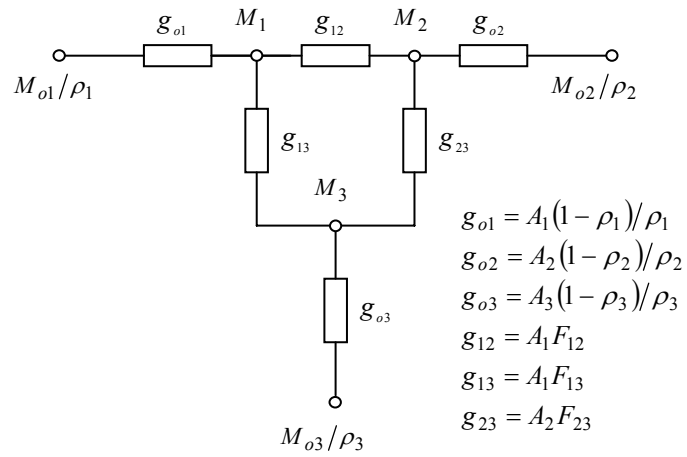 g_{o1} M_1 g_{12} M_2 g_{o2}
M_{o1}/ρ_1 M_{o2}/ρ_2
g_{13} g_{23}
M_3
g_{o1} = A_1(1 − ρ_1)/ρ_1
g_{o2} = A_2(1 − ρ_2)/ρ_2
g_{o3} = A_3(1 − ρ_3)/ρ_3
g_{12} = A_1F_{12}
g_{13} = A_1F_{13}
g_{23} = A_2F_{23}
g_{o3}
M_{o3}/ρ_3